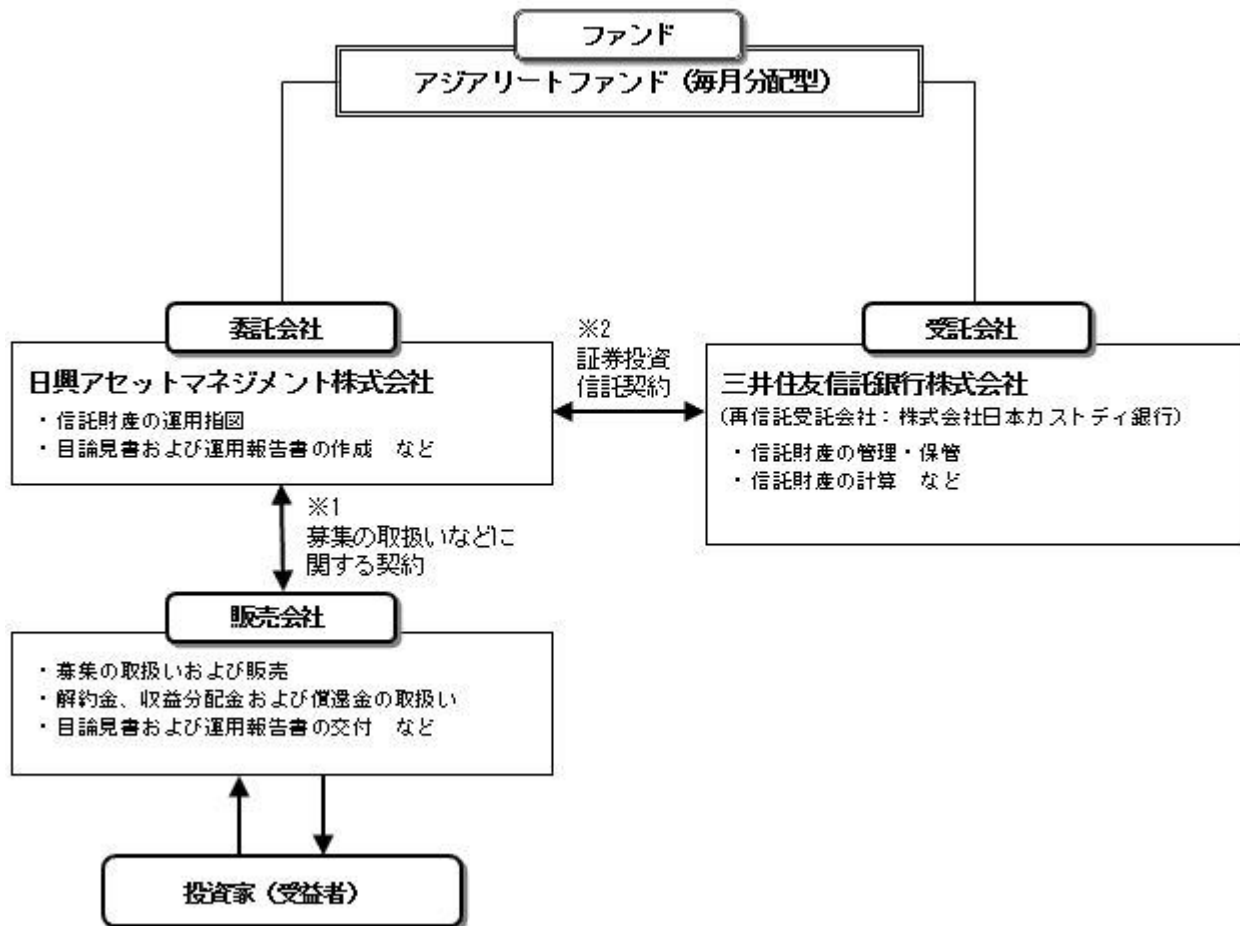 ファンド
アジアリートファンド（毎月分配型）
委託会社
日興アセットマネジメント株式会社
・信託財産の運用指図
・目論見書および運用報告書の作成　など
※2
証券投資
信託契約
受託会社
三井住友信託銀行株式会社
（再信託受託会社：株式会社日本カストディ銀行）
・信託財産の管理・保管
・信託財産の計算　など
※1
募集の取扱いなどに
関する契約
販売会社
・募集の取扱いおよび販売
・解約金、収益分配金および償還金の取扱い
・目論見書および運用報告書の交付　など
投資家（受益者）